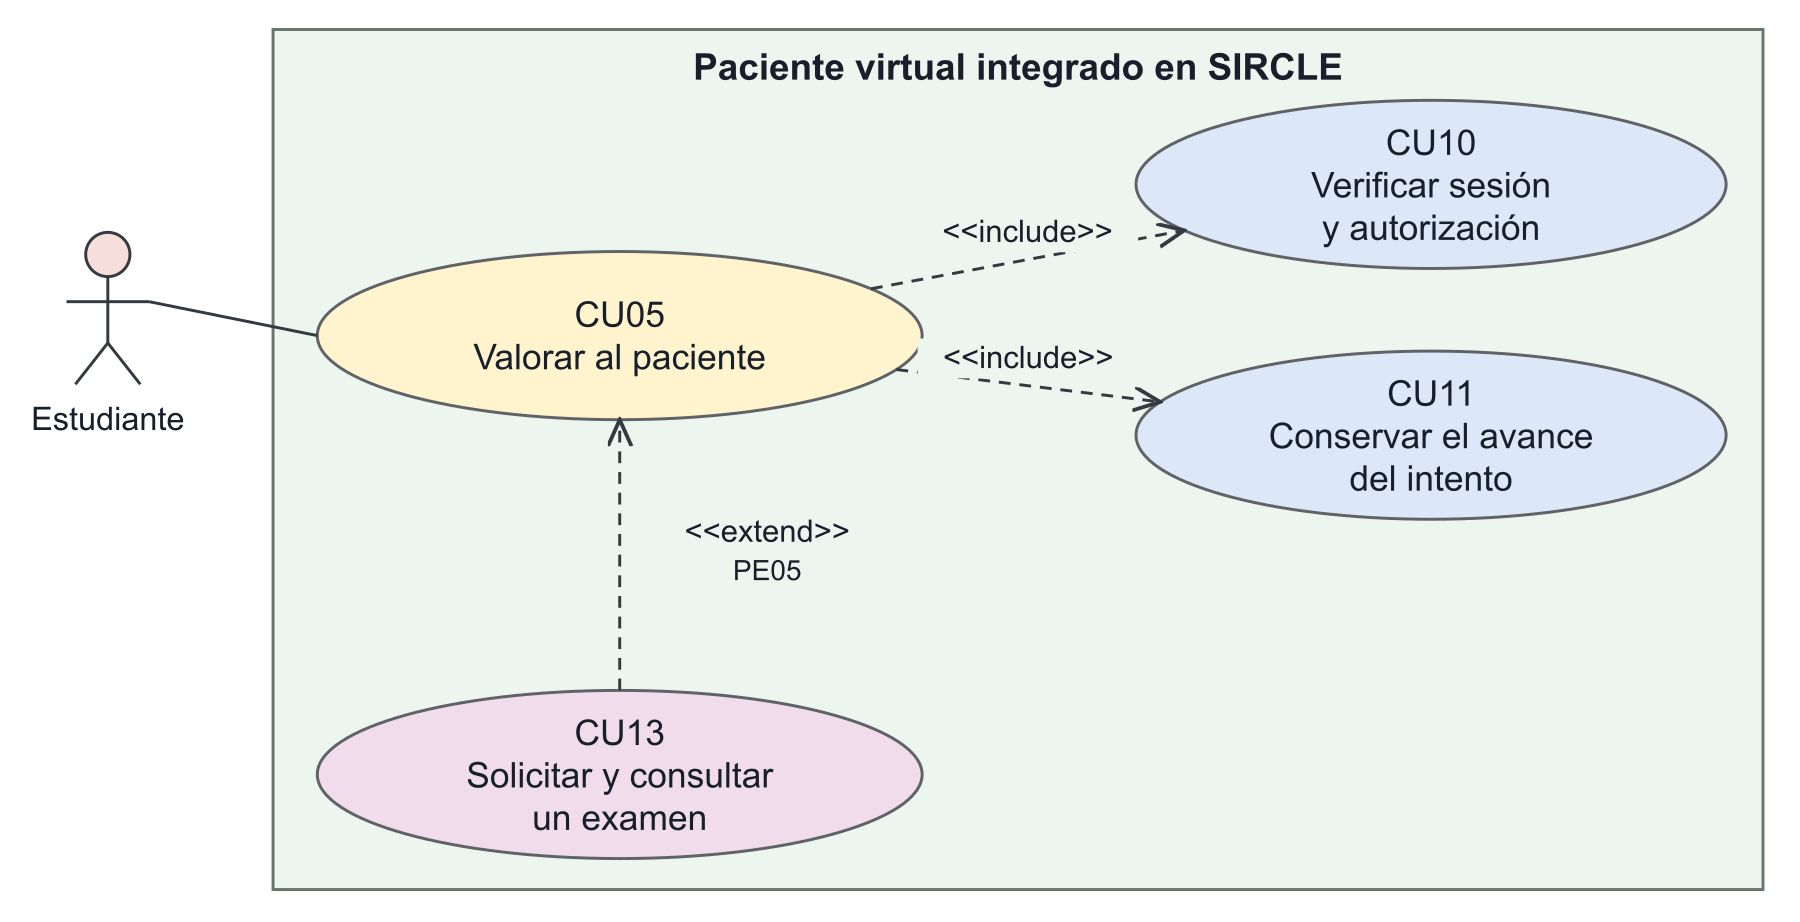 Paciente virtual integrado en SIRCLE
CU10
Verificar sesión
y autorización
<<include>>
CU05
Valorar al paciente
<<include>>
CU11
Conservar el avance
del intento
Estudiante
<<extend>>
PE05
CU13
Solicitar y consultar
un examen